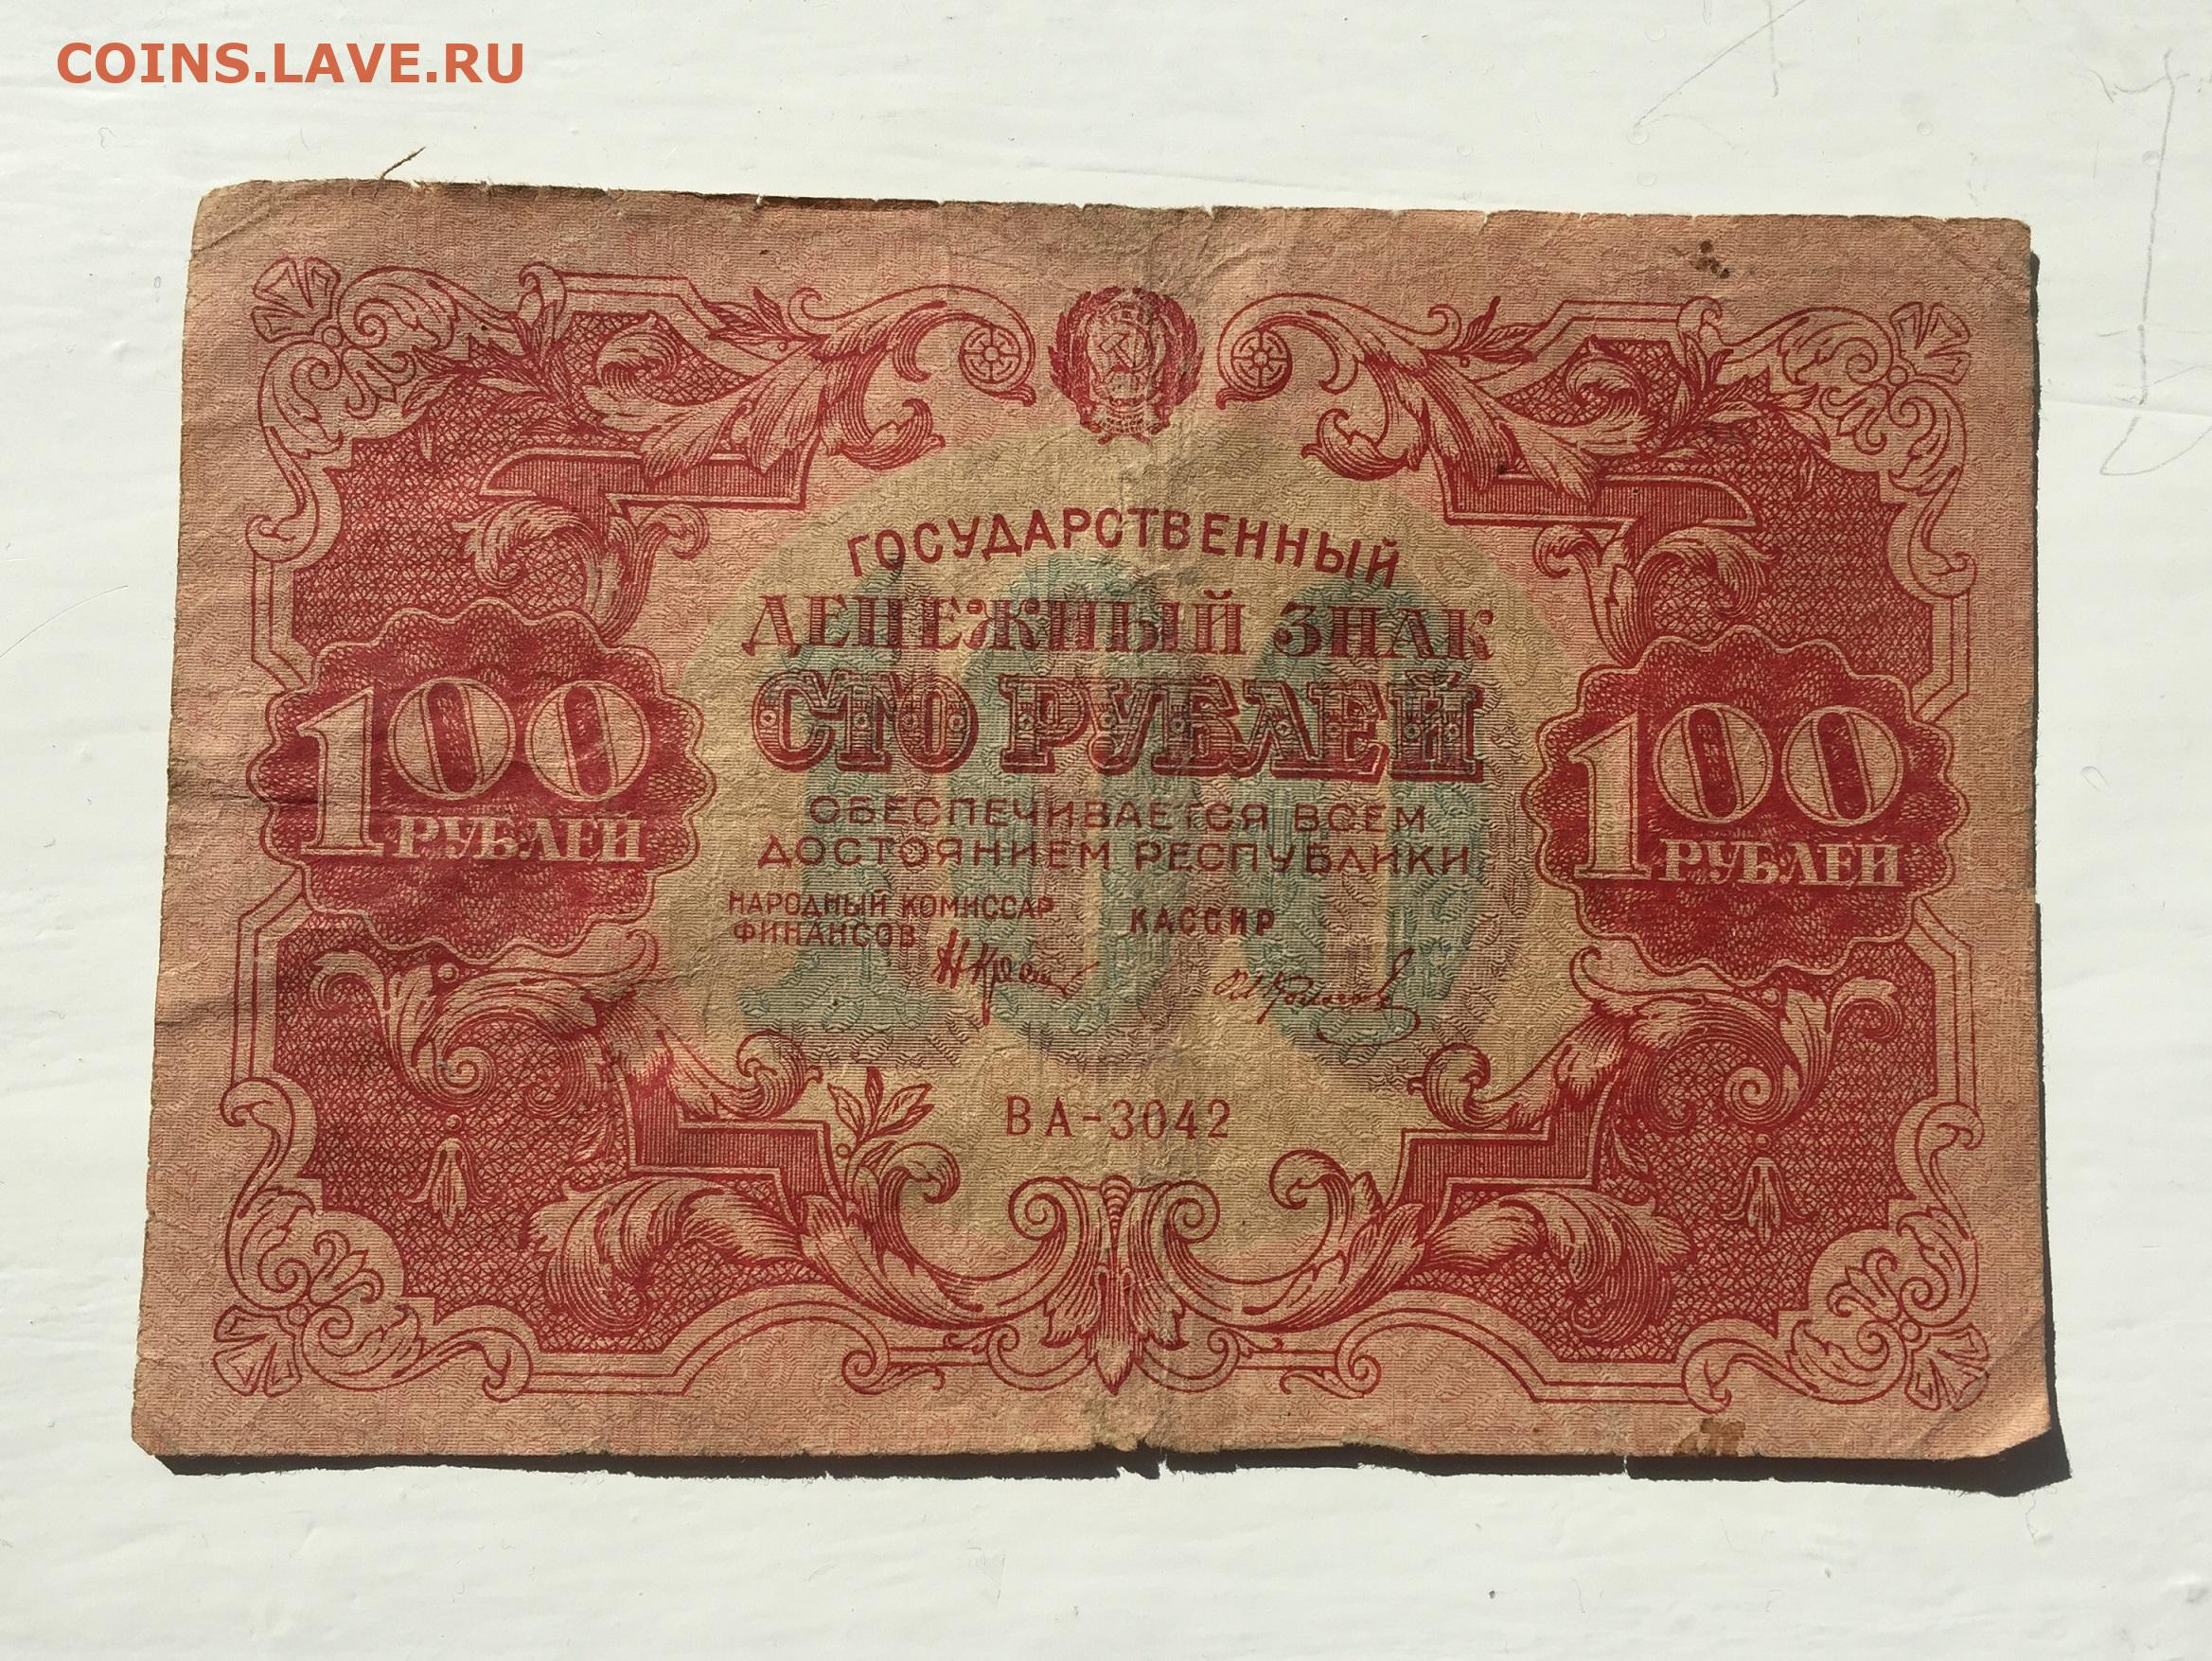 COINS.LAVE.RU
ГОСУДАРСТВЕННЫЙ
ДЕНЕЖНЫЙ ЗНАК
СТО РУБЛЕЙ
100
РУБЛЕЙ
100
100
РУБЛЕЙ
ОБЕСПЕЧИВАЕТСЯ ВСЕМ
ДОСТОЯНИЕМ РЕСПУБЛИКИ
НАРОДНЫЙ КОМИССАР
ФИНАНСОВ
КАССИР
ВА-3042